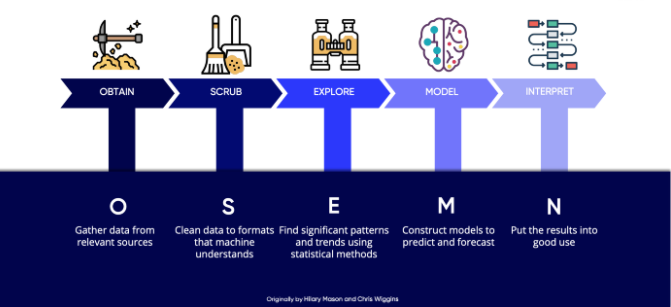 OBTAIN SCRUB EXPLORE MODEL INTERPRET
O S E M N
Gather data from
relevant sources
Clean data to formats
that machine
understands
Find significant patterns
and trends using
statistical methods
Construct models to
predict and forecast
Put the results into
good use
Originally by Hilary Mason and Chris Wiggins